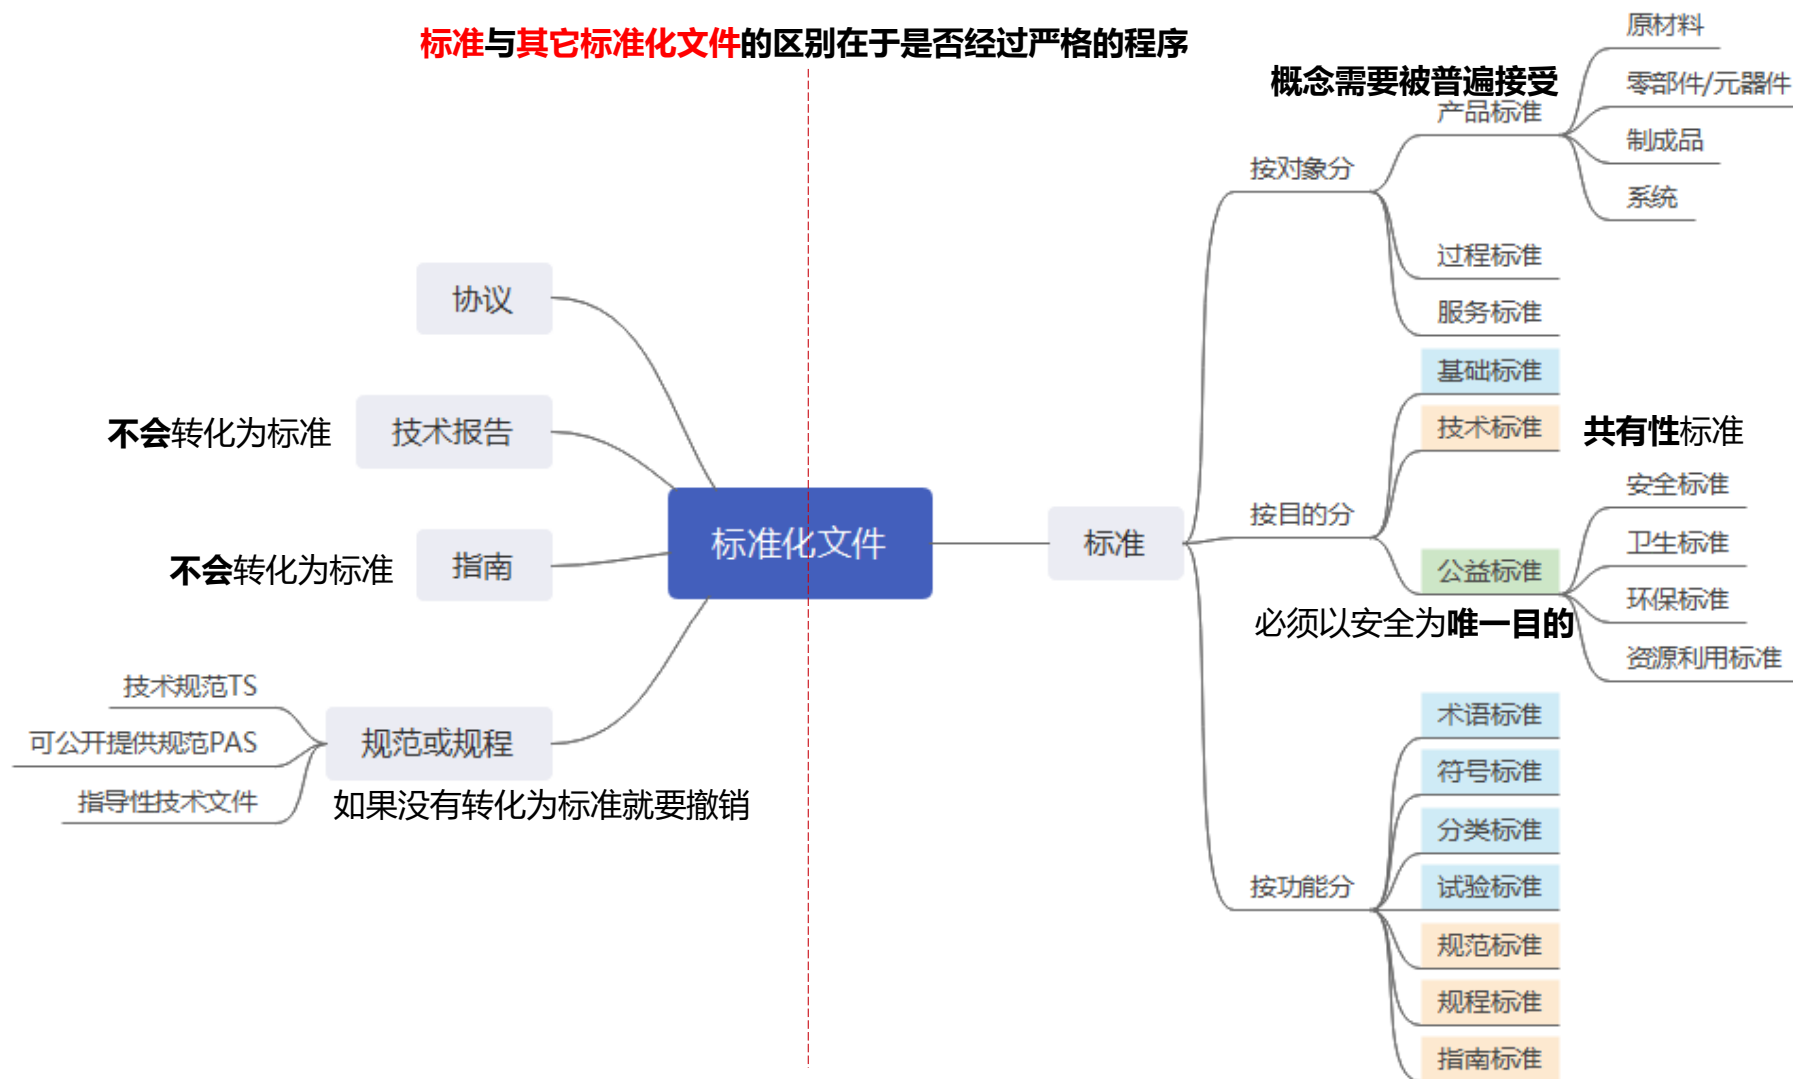 标准与其它标准化文件的区别在于是否经过严格的程序
协议
技术报告
不会转化为标准
指南
不会转化为标准
规范或规程
如果没有转化为标准就要撤销
技术规范TS
可公开提供规范PAS
指导性技术文件
标准化文件
标准
按对象分
概念需要被普遍接受
产品标准
原材料
零部件/元器件
制成品
系统
过程标准
服务标准
按目的分
基础标准
技术标准
共有性标准
公益标准
必须以安全为唯一目的
安全标准
卫生标准
环保标准
资源利用标准
按功能分
术语标准
符号标准
分类标准
试验标准
规范标准
规程标准
指南标准